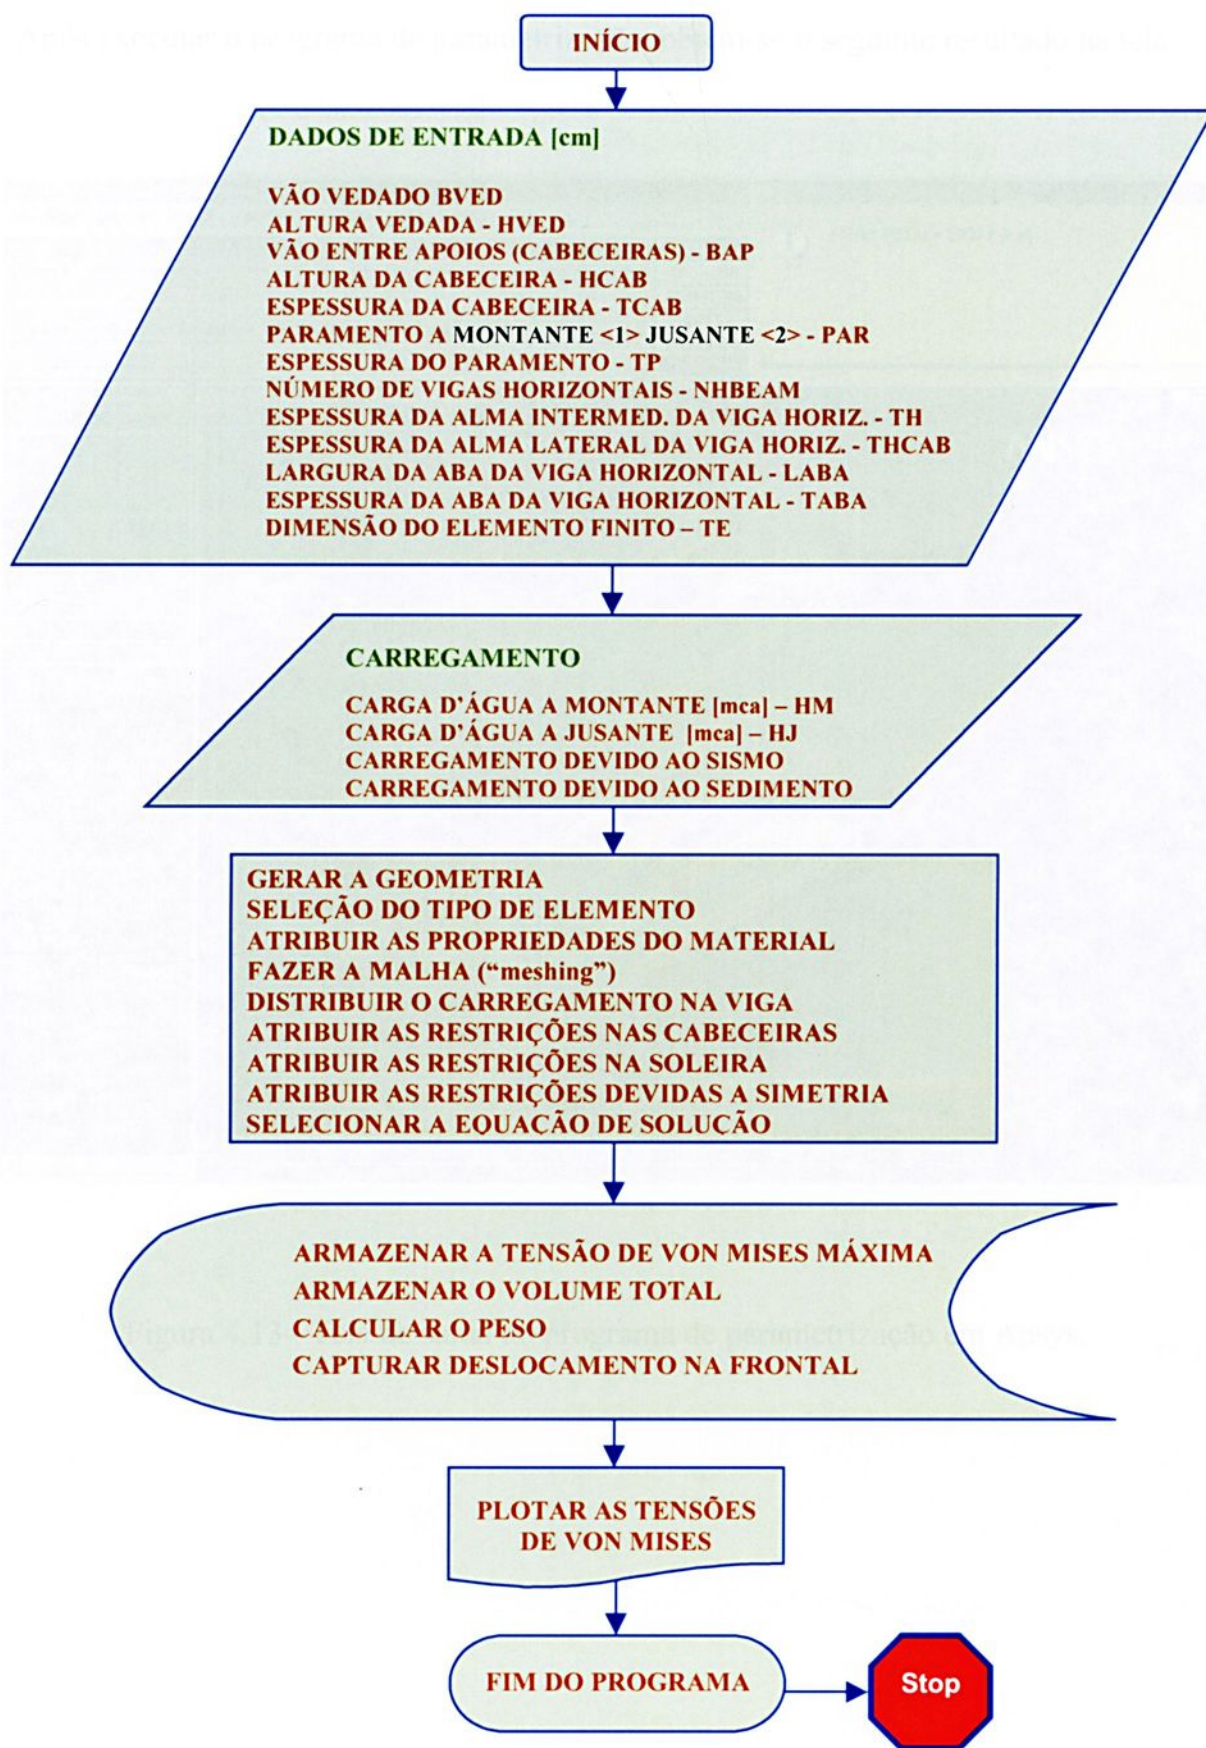 INÍCIO
DADOS DE ENTRADA [cm]
VÃO VEDADO BVED
ALTURA VEDADA - HVED
VÃO ENTRE APOIOS (CABECEIRAS) - BAP
ALTURA DA CABECEIRA - HCAB
ESPESSURA DA CABECEIRA - TCAB
PARAMENTO A MONTANTE <1> JUSANTE <2> - PAR
ESPESSURA DO PARAMENTO - TP
NÚMERO DE VIGAS HORIZONTAIS - NHBEAM
ESPESSURA DA ALMA INTERMED. DA VIGA HORIZ. - TH
ESPESSURA DA ALMA LATERAL DA VIGA HORIZ. - THCAB
LARGURA DA ABA DA VIGA HORIZONTAL - LABA
ESPESSURA DA ABA DA VIGA HORIZONTAL - TABA
DIMENSÃO DO ELEMENTO FINITO – TE
CARREGAMENTO
CARGA D’ÁGUA A MONTANTE [mca] – HM
CARGA D’ÁGUA A JUSANTE [mca] – HJ
CARREGAMENTO DEVIDO AO SISMO
CARREGAMENTO DEVIDO AO SEDIMENTO
GERAR A GEOMETRIA
SELEÇÃO DO TIPO DE ELEMENTO
ATRIBUIR AS PROPRIEDADES DO MATERIAL
FAZER A MALHA (“meshing”)
DISTRIBUIR O CARREGAMENTO NA VIGA
ATRIBUIR AS RESTRIÇÕES NAS CABECEIRAS
ATRIBUIR AS RESTRIÇÕES NA SOLEIRA
ATRIBUIR AS RESTRIÇÕES DEVIDAS A SIMETRIA
SELECIONAR A EQUACÃO DE SOLUCÃO
ARMAZENAR A TENSÃO DE VON MISES MÁXIMA
ARMAZENAR O VOLUME TOTAL
CALCULAR O PESO
CAPTURAR DESLOCAMENTO NA FRONTAL
PLOTAR AS TENSÕES
DE VON MISES
FIM DO PROGRAMA
Stop